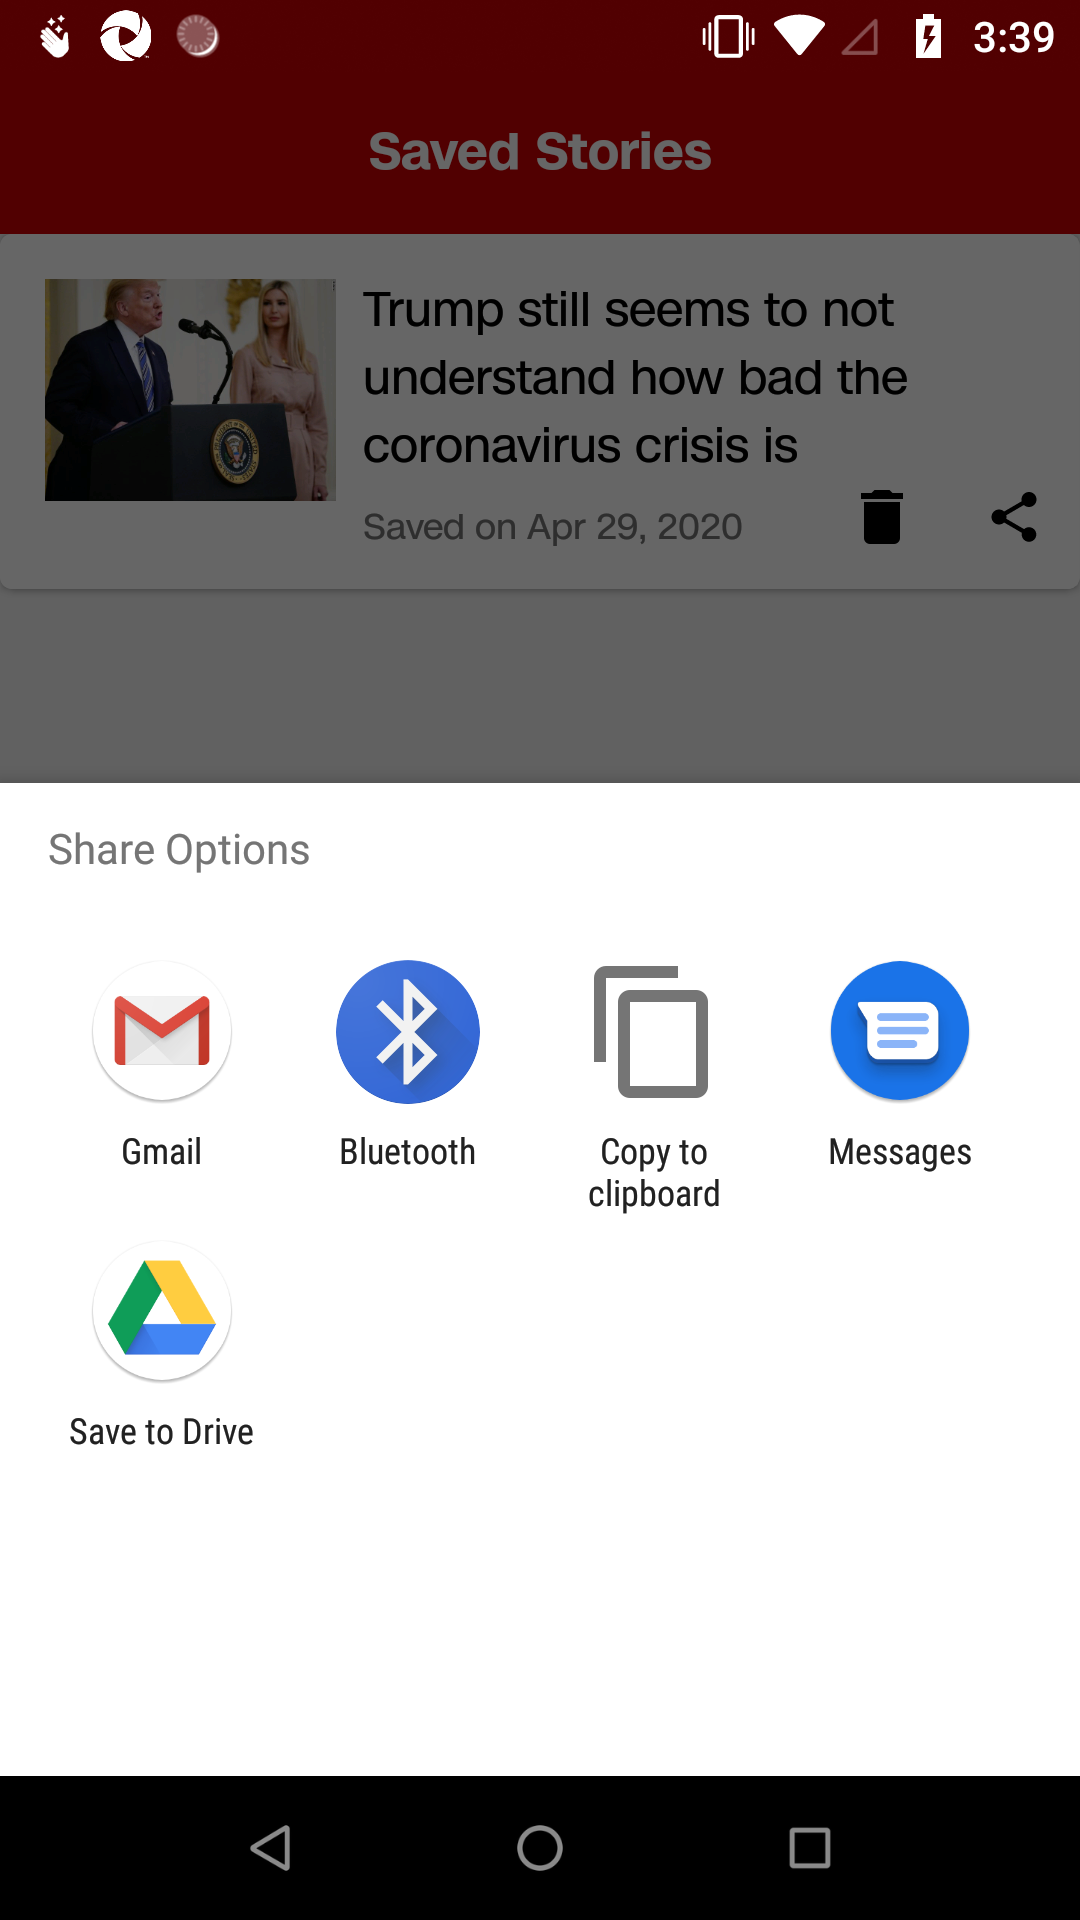 3:39
Saved Stories
Trump still seems to not
understand how bad the
coronavirus crisis is
Saved on Apr 29, 2020
Share Options
Gmail
Bluetooth
Copy to
clipboard
Messages
Save to Drive